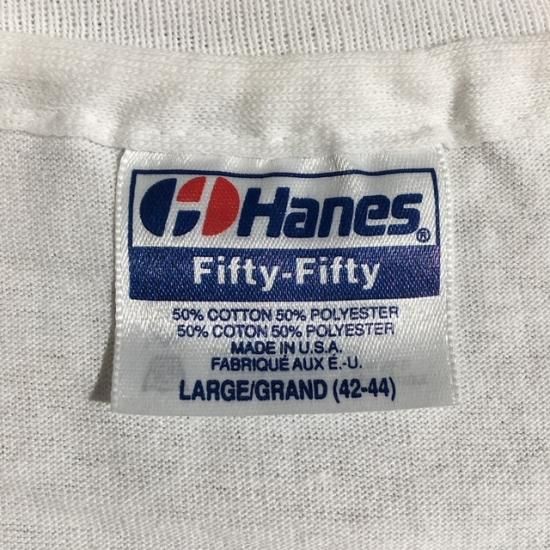 Hanes®
Fifty-Fifty
50% COTTON 50% POLYESTER
50% COTON 50% POLYESTER
MADE IN U.S.A.
FABRIQUÉ AUX É.-U.
LARGE/GRAND (42-44)